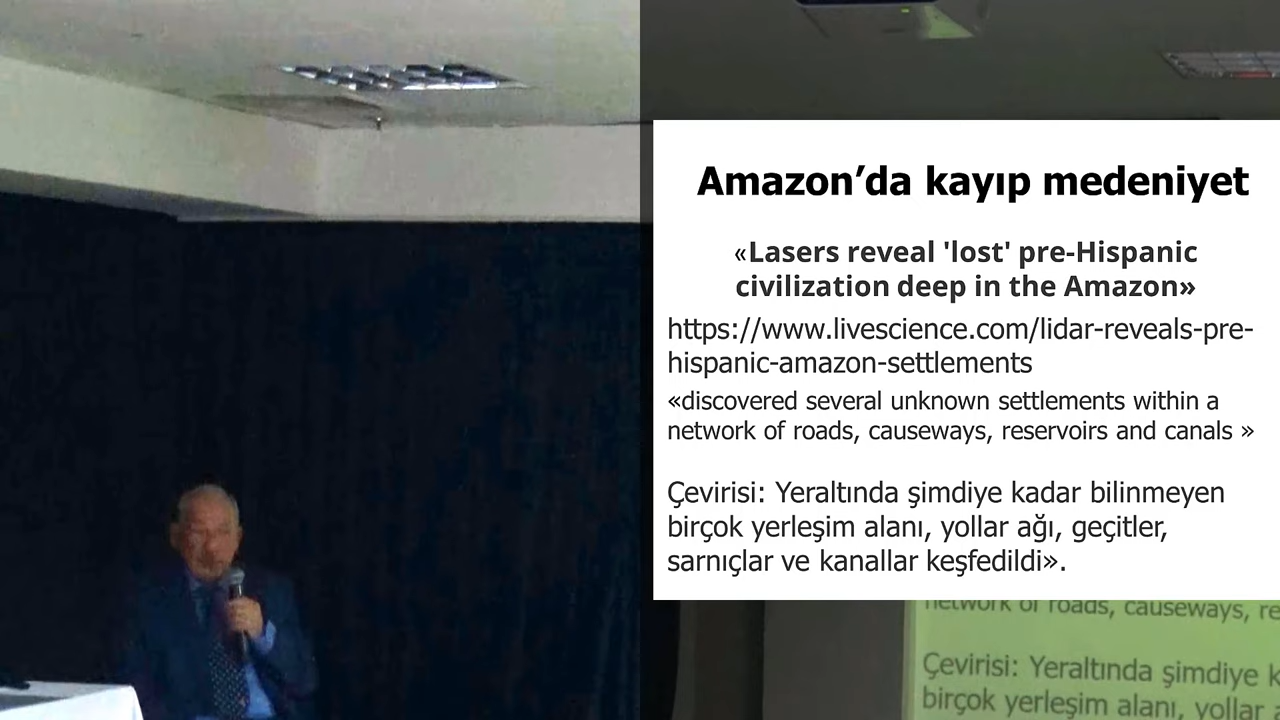 Amazon’da kayıp medeniyet
«Lasers reveal 'lost' pre-Hispanic
civilization deep in the Amazon»
https://www.livescience.com/lidar-reveals-pre-
hispanic-amazon-settlements
«discovered several unknown settlements within a
network of roads, causeways, reservoirs and canals »
Çevirisi: Yeraltında şimdiye kadar bilinmeyen
birçok yerleşim alanı, yollar ağı, geçitler,
sarnıçlar ve kanallar keşfedildi».
network of roads, causeways, re
Çevirisi: Yeraltında şimdiye k
birçok yerleşim alanı, yollar a